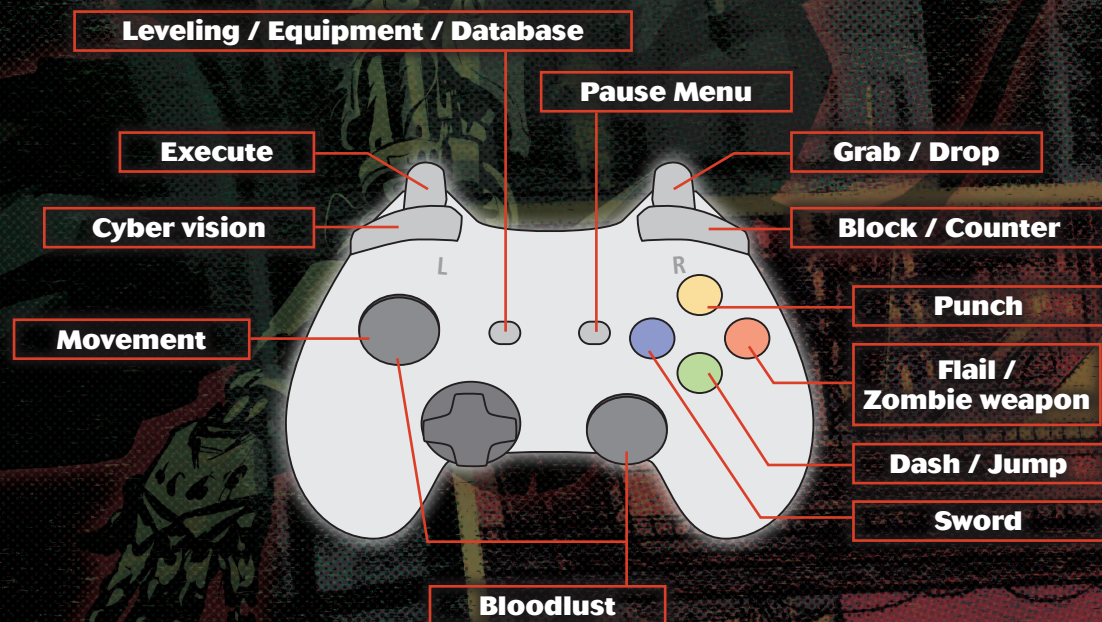 Leveling / Equipment / Database
Pause Menu
Execute
Grab / Drop
Cyber vision
Block / Counter
L
R
Punch
Movement
Flail /
Zombie weapon
Dash / Jump
Sword
Bloodlust